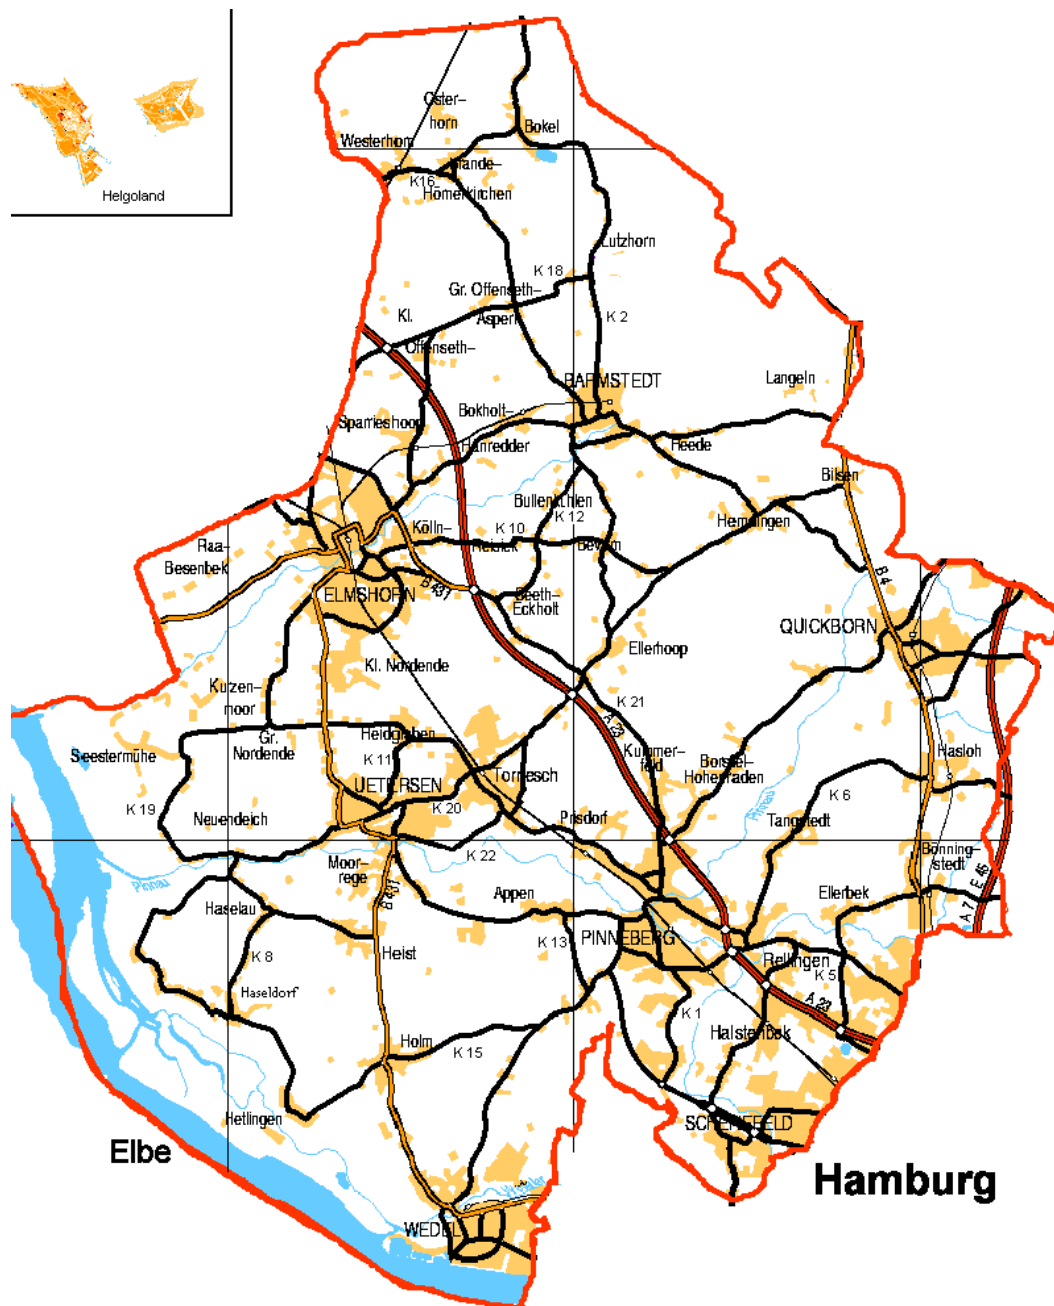 Helgoland
Oster–
horn
Bokel
Westerhorn
Brande–
K16
Hörnerkirchen
Lutzhorn
K 18
Gr. Offenseth–
Aspern
Kl.
Offenseth–
K 2
BARMSTEDT
Langeln
Bokholt–
Sparrieshoop
Hanredder
Heede
Bilsen
Bullenkuhlen
K 12
Hemdingen
Kölln–
K 10
Reisiek
Bevern
Raa–
Besenbek
B 431
B 4
ELMSHORN
Seeth–
Eckholt
QUICKBORN
Ellerhoop
Kl. Nordende
Kurzen–
moor
K 21
A 23
Heidgraben
Gr.
Nordende
Seestermühe
K 11
Kummer–
feld
Borstel–
Hohenraden
Hasloh
Tornesch
UETERSEN
K 19
K 20
K 6
Neuendeich
Prisdorf
Pinnau
Tangstedt
K 22
Moor–
rege
Bönning–
stedt
Pinnau
B 431
Appen
Ellerbek
A 7 E 45
Haselau
K 13
PINNEBERG
K 8
Heist
Rellingen
K 5
Haseldorf
A 23
K 1
Halstenbek
Holm
K 15
Hetlingen
SCHENEFELD
Elbe
Hamburg
WEDEL